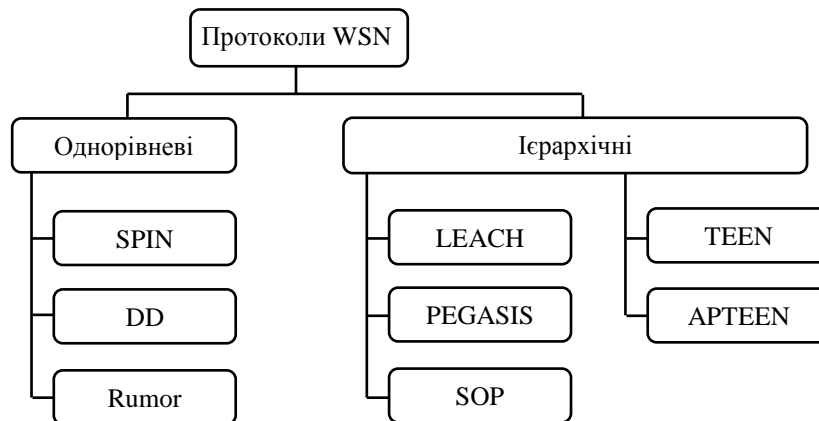 Протоколи WSN
Однорівневі
Ієрархічні
SPIN
LEACH
TEEN
DD
PEGASIS
APTEEN
Rumor
SOP